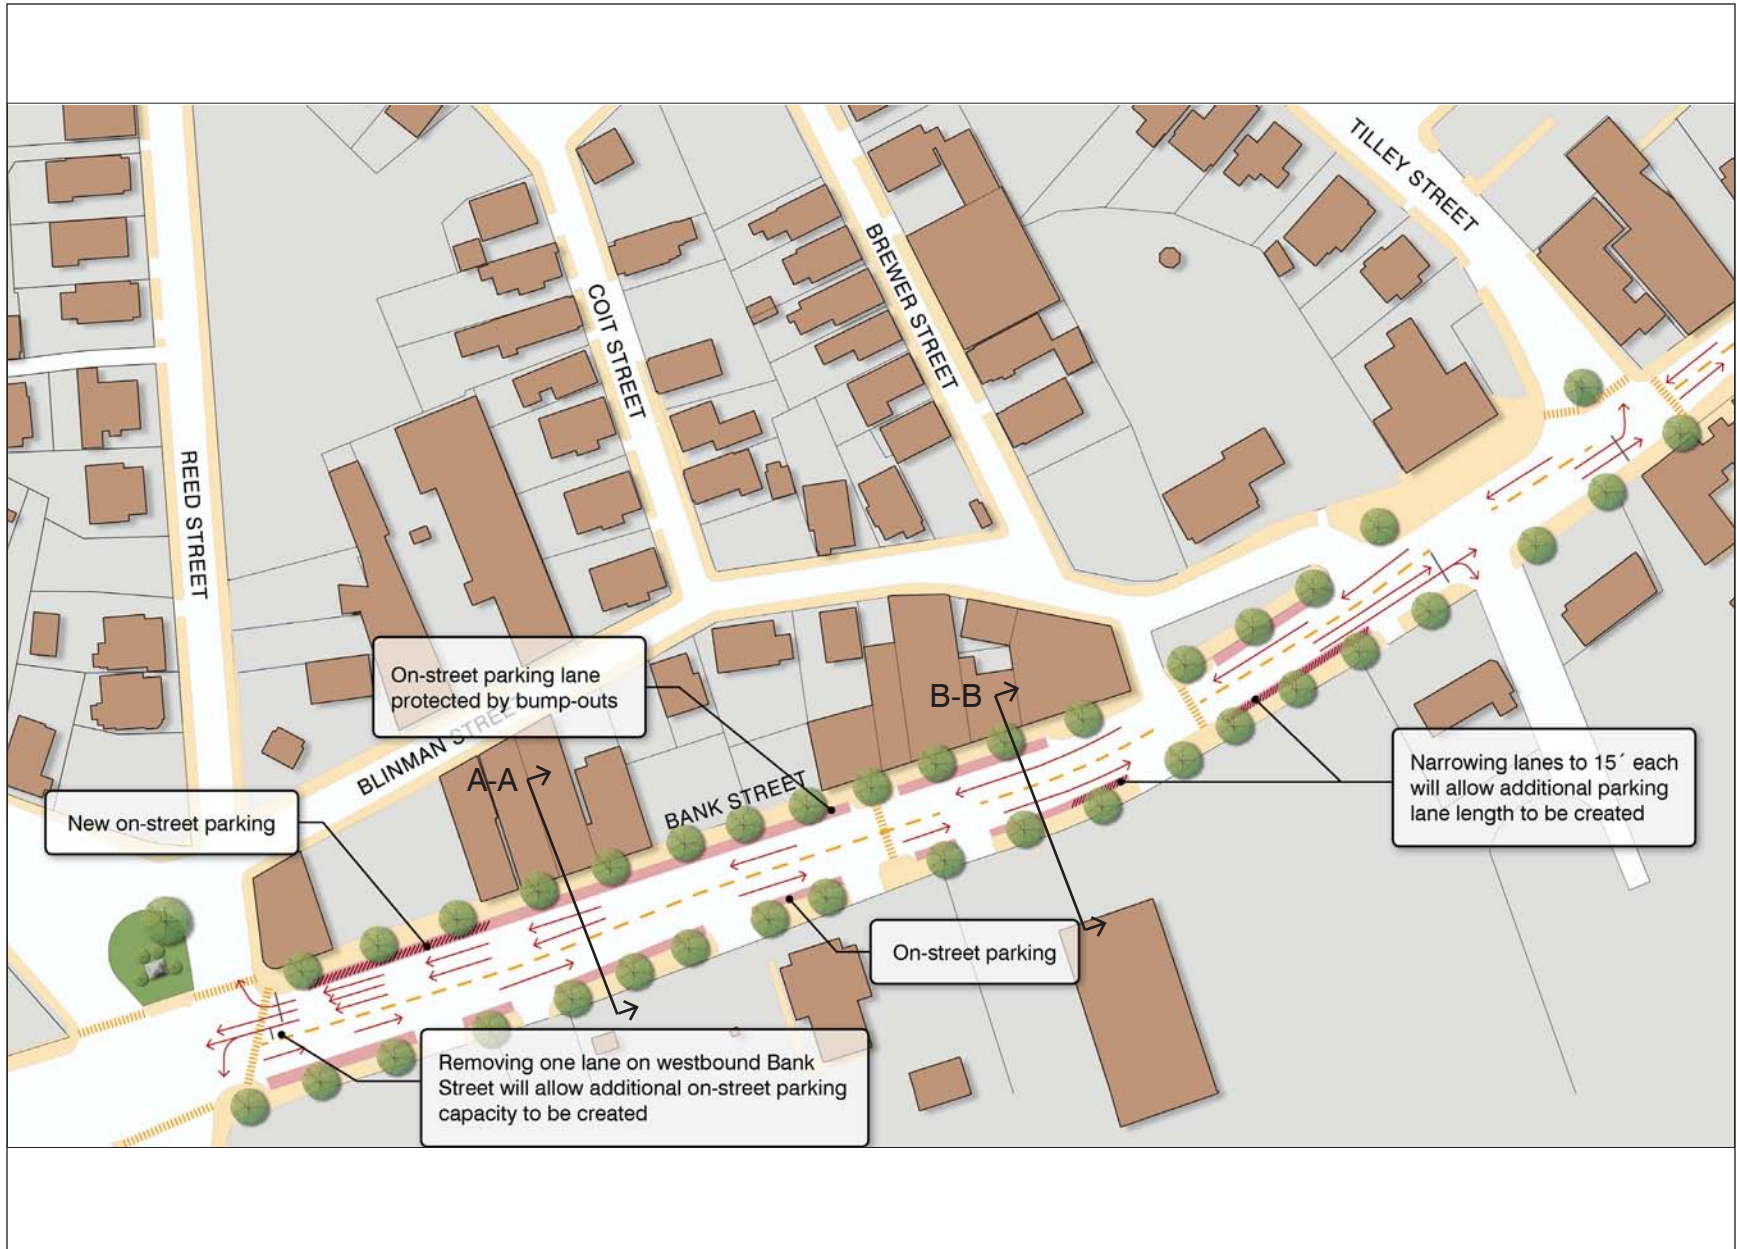 TILLEY STREET
BREWER STREET
COIT STREET
REED STREET
On-street parking lane
protected by bump-outs
B-B
BLINMAN STREET
A-A
BANK STREET
Narrowing lanes to 15´ each
will allow additional parking
lane length to be created
New on-street parking
On-street parking
Removing one lane on westbound Bank
Street will allow additional on-street parking
capacity to be created